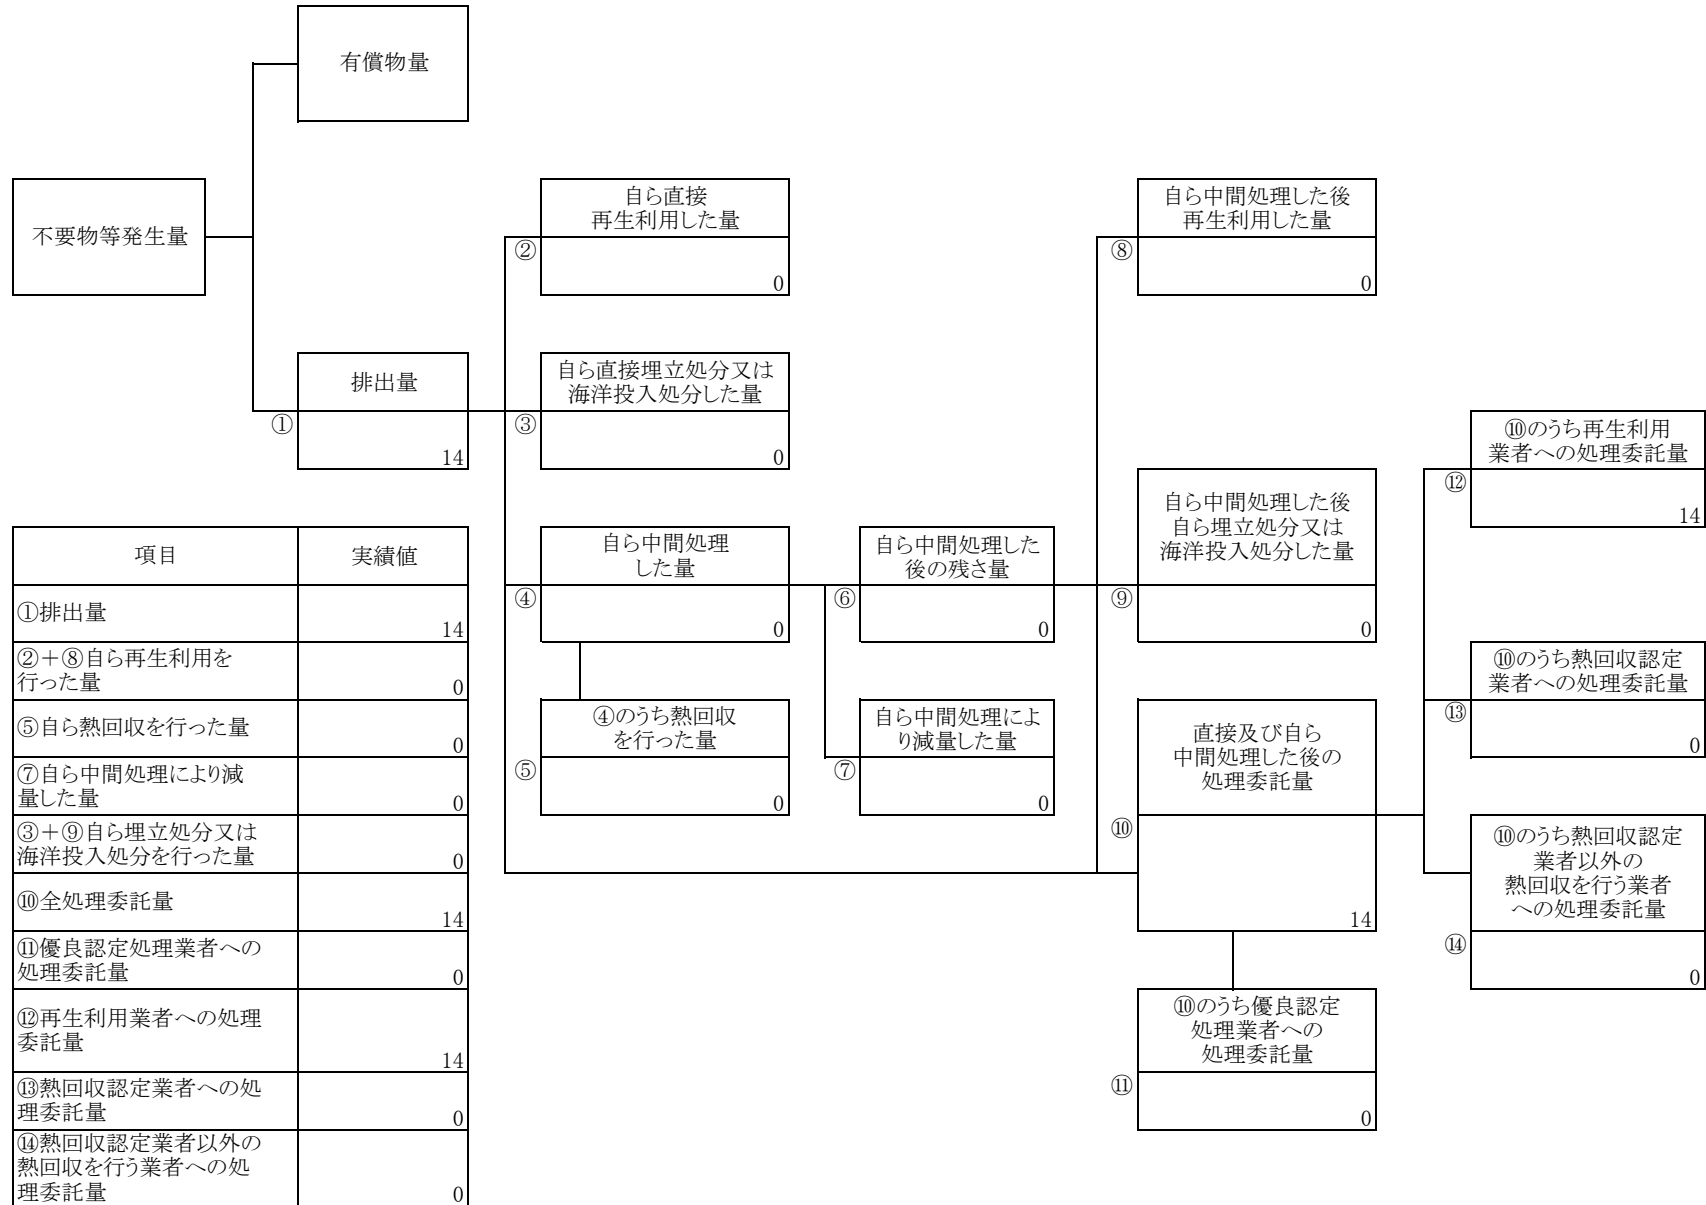 有償物量
不要物等発生量
自ら直接
再生利用した量
②
0
自ら中間処理した後
再生利用した量
⑧
0
排出量
①
14
自ら直接埋立処分又は
海洋投入処分した量
③
0
⑩のうち再生利用
業者への処理委託量
⑫
14
自ら中間処理した後
自ら埋立処分又は
海洋投入処分した量
⑨
0
自ら中間処理
した量
④
0
自ら中間処理した
後の残さ量
⑥
0
⑩のうち熱回収認定
業者への処理委託量
⑬
0
④のうち熱回収
を行った量
⑤
0
自ら中間処理によ
り減量した量
⑦
0
直接及び自ら
中間処理した後の
処理委託量
⑩
14
⑩のうち熱回収認定
業者以外の
熱回収を行う業者
への処理委託量
⑭
0
⑩のうち優良認定
処理業者への
処理委託量
⑪
0
項目 実績値
①排出量
14
②＋⑧自ら再生利用を
行った量
0
⑤自ら熱回収を行った量
0
⑦自ら中間処理により減
量した量
0
③＋⑨自ら埋立処分又は
海洋投入処分を行った量
0
⑩全処理委託量
14
⑪優良認定処理業者への
処理委託量
0
⑫再生利用業者への処理
委託量
14
⑬熱回収認定業者への処
理委託量
0
⑭熱回収認定業者以外の
熱回収を行う業者への処
理委託量
0